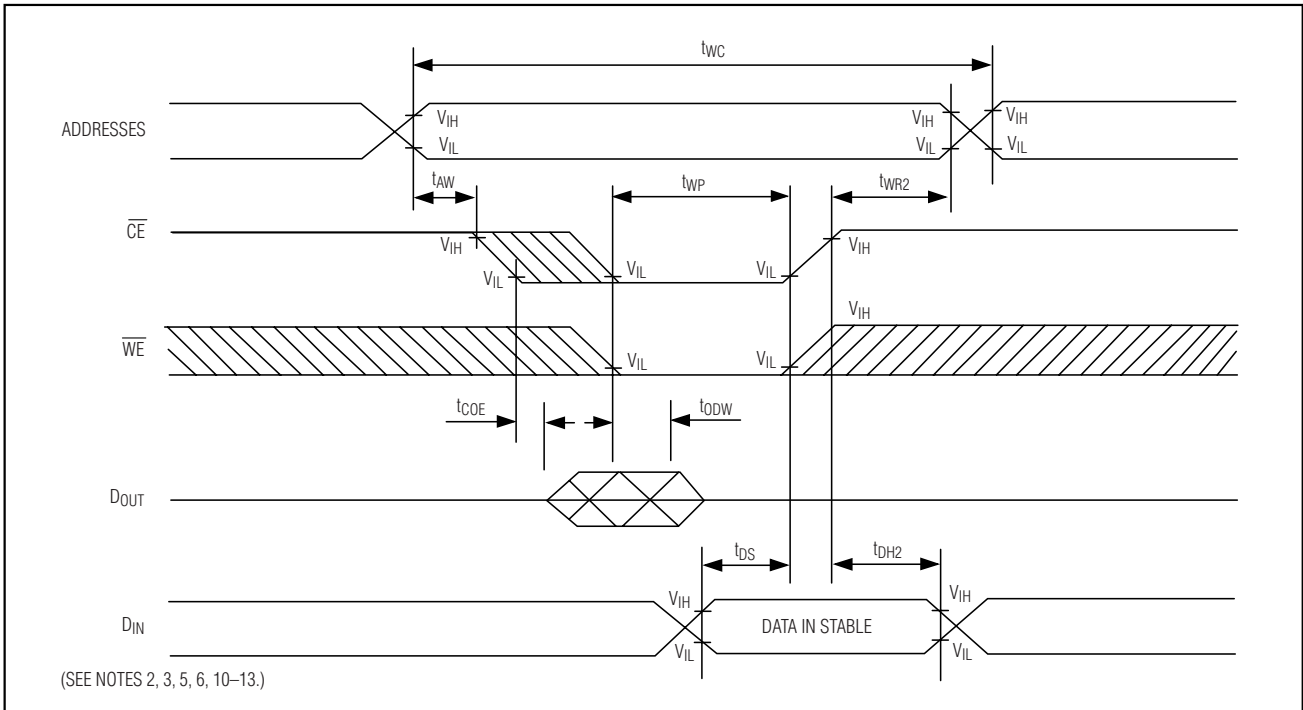 tWC
ADDRESSES
VIH
VIL
VIH
VIL
VIH
VIL
tAW
tWP
tWR2
CE
VIH
VIL
VIL
VIL
VIH
WE
VIL
VIL
VIH
tCOE
tODW
DOUT
tDS
tDH2
DIN
VIH
VIL
DATA IN STABLE
VIH
VIL
(SEE NOTES 2, 3, 5, 6, 10–13.)